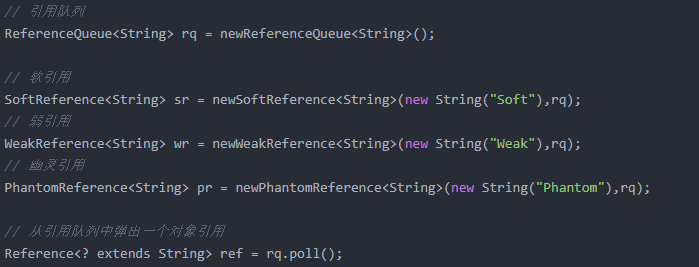 // 引用队列
ReferenceQueue<String> rq = newReferenceQueue<String>();
// 软引用
SoftReference<String> sr = newSoftReference<String>(new String("Soft"),rq);
// 弱引用
WeakReference<String> wr = newWeakReference<String>(new String("Weak"),rq);
// 幽灵引用
PhantomReference<String> pr = newPhantomReference<String>(new String("Phantom"),rq);
// 从引用队列中弹出一个对象引用
Reference<? extends String> ref = rq.poll();